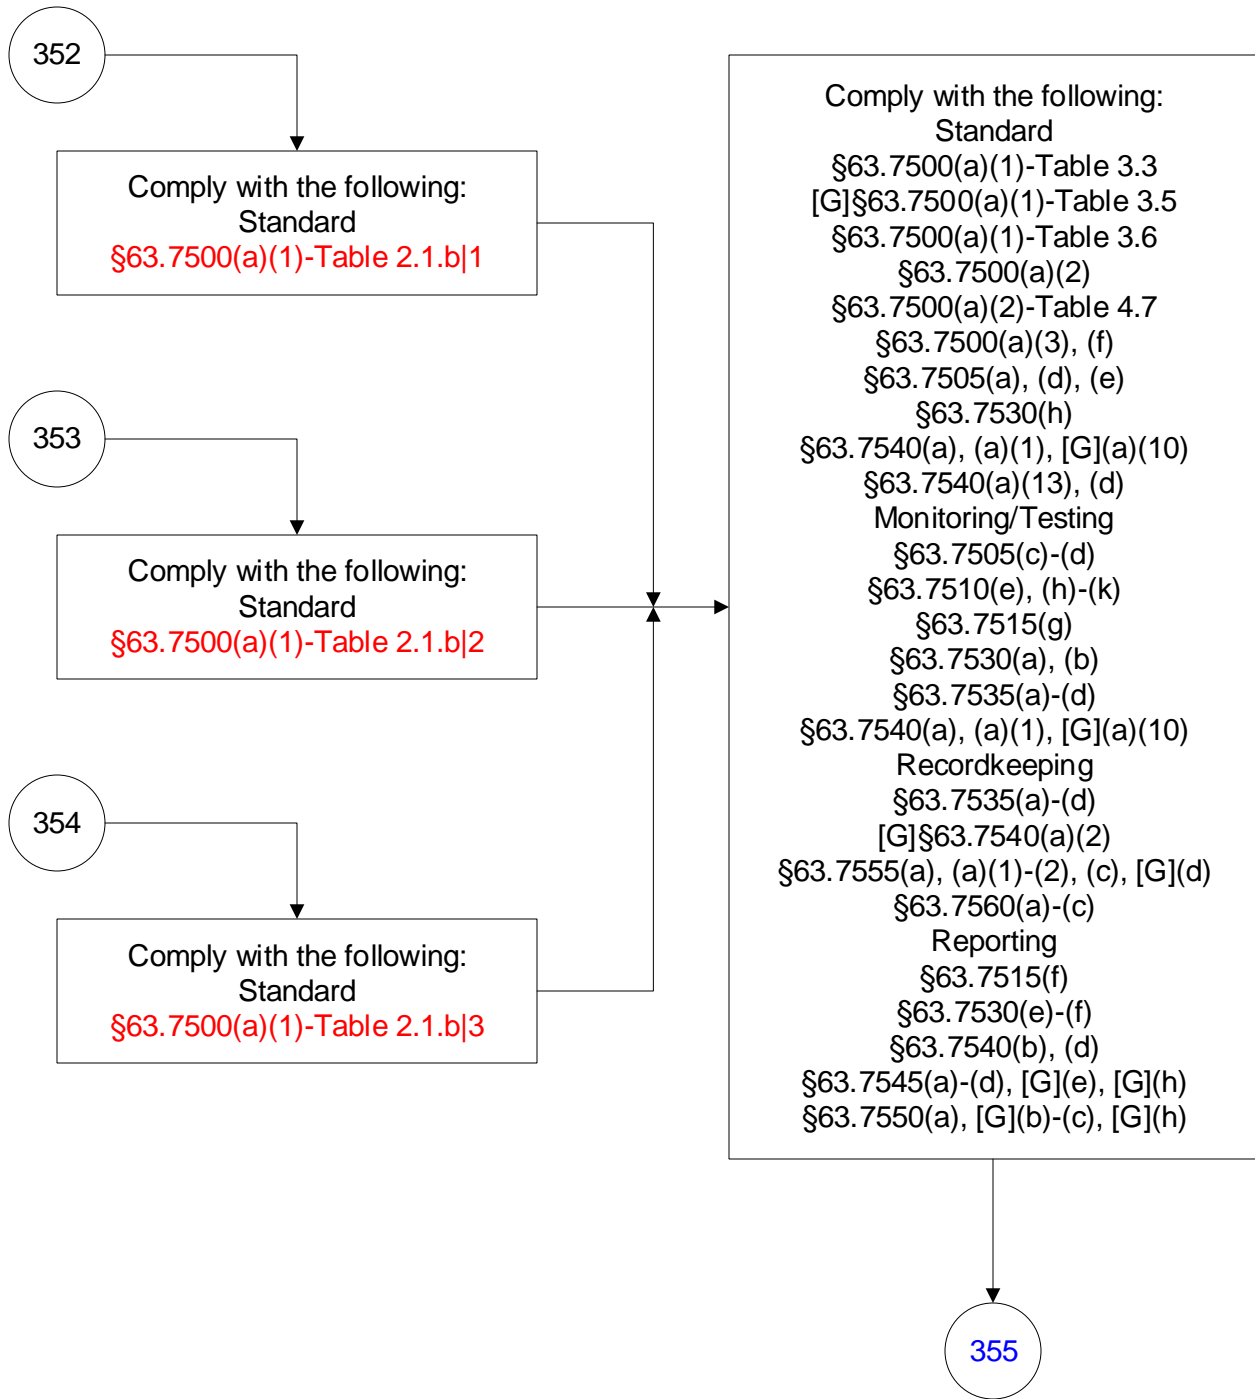 352
Comply with the following:
Standard
§63.7500(a)(1)-Table 2.1.b|1
353
Comply with the following:
Standard
§63.7500(a)(1)-Table 2.1.b|2
354
Comply with the following:
Standard
§63.7500(a)(1)-Table 2.1.b|3
Comply with the following:
Standard
§63.7500(a)(1)-Table 3.3
[G]§63.7500(a)(1)-Table 3.5
§63.7500(a)(1)-Table 3.6
§63.7500(a)(2)
§63.7500(a)(2)-Table 4.7
§63.7500(a)(3), (f)
§63.7505(a), (d), (e)
§63.7530(h)
§63.7540(a), (a)(1), [G](a)(10)
§63.7540(a)(13), (d)
Monitoring/Testing
§63.7505(c)-(d)
§63.7510(e), (h)-(k)
§63.7515(g)
§63.7530(a), (b)
§63.7535(a)-(d)
§63.7540(a), (a)(1), [G](a)(10)
Recordkeeping
§63.7535(a)-(d)
[G]§63.7540(a)(2)
§63.7555(a), (a)(1)-(2), (c), [G](d)
§63.7560(a)-(c)
Reporting
§63.7515(f)
§63.7530(e)-(f)
§63.7540(b), (d)
§63.7545(a)-(d), [G](e), [G](h)
§63.7550(a), [G](b)-(c), [G](h)
355